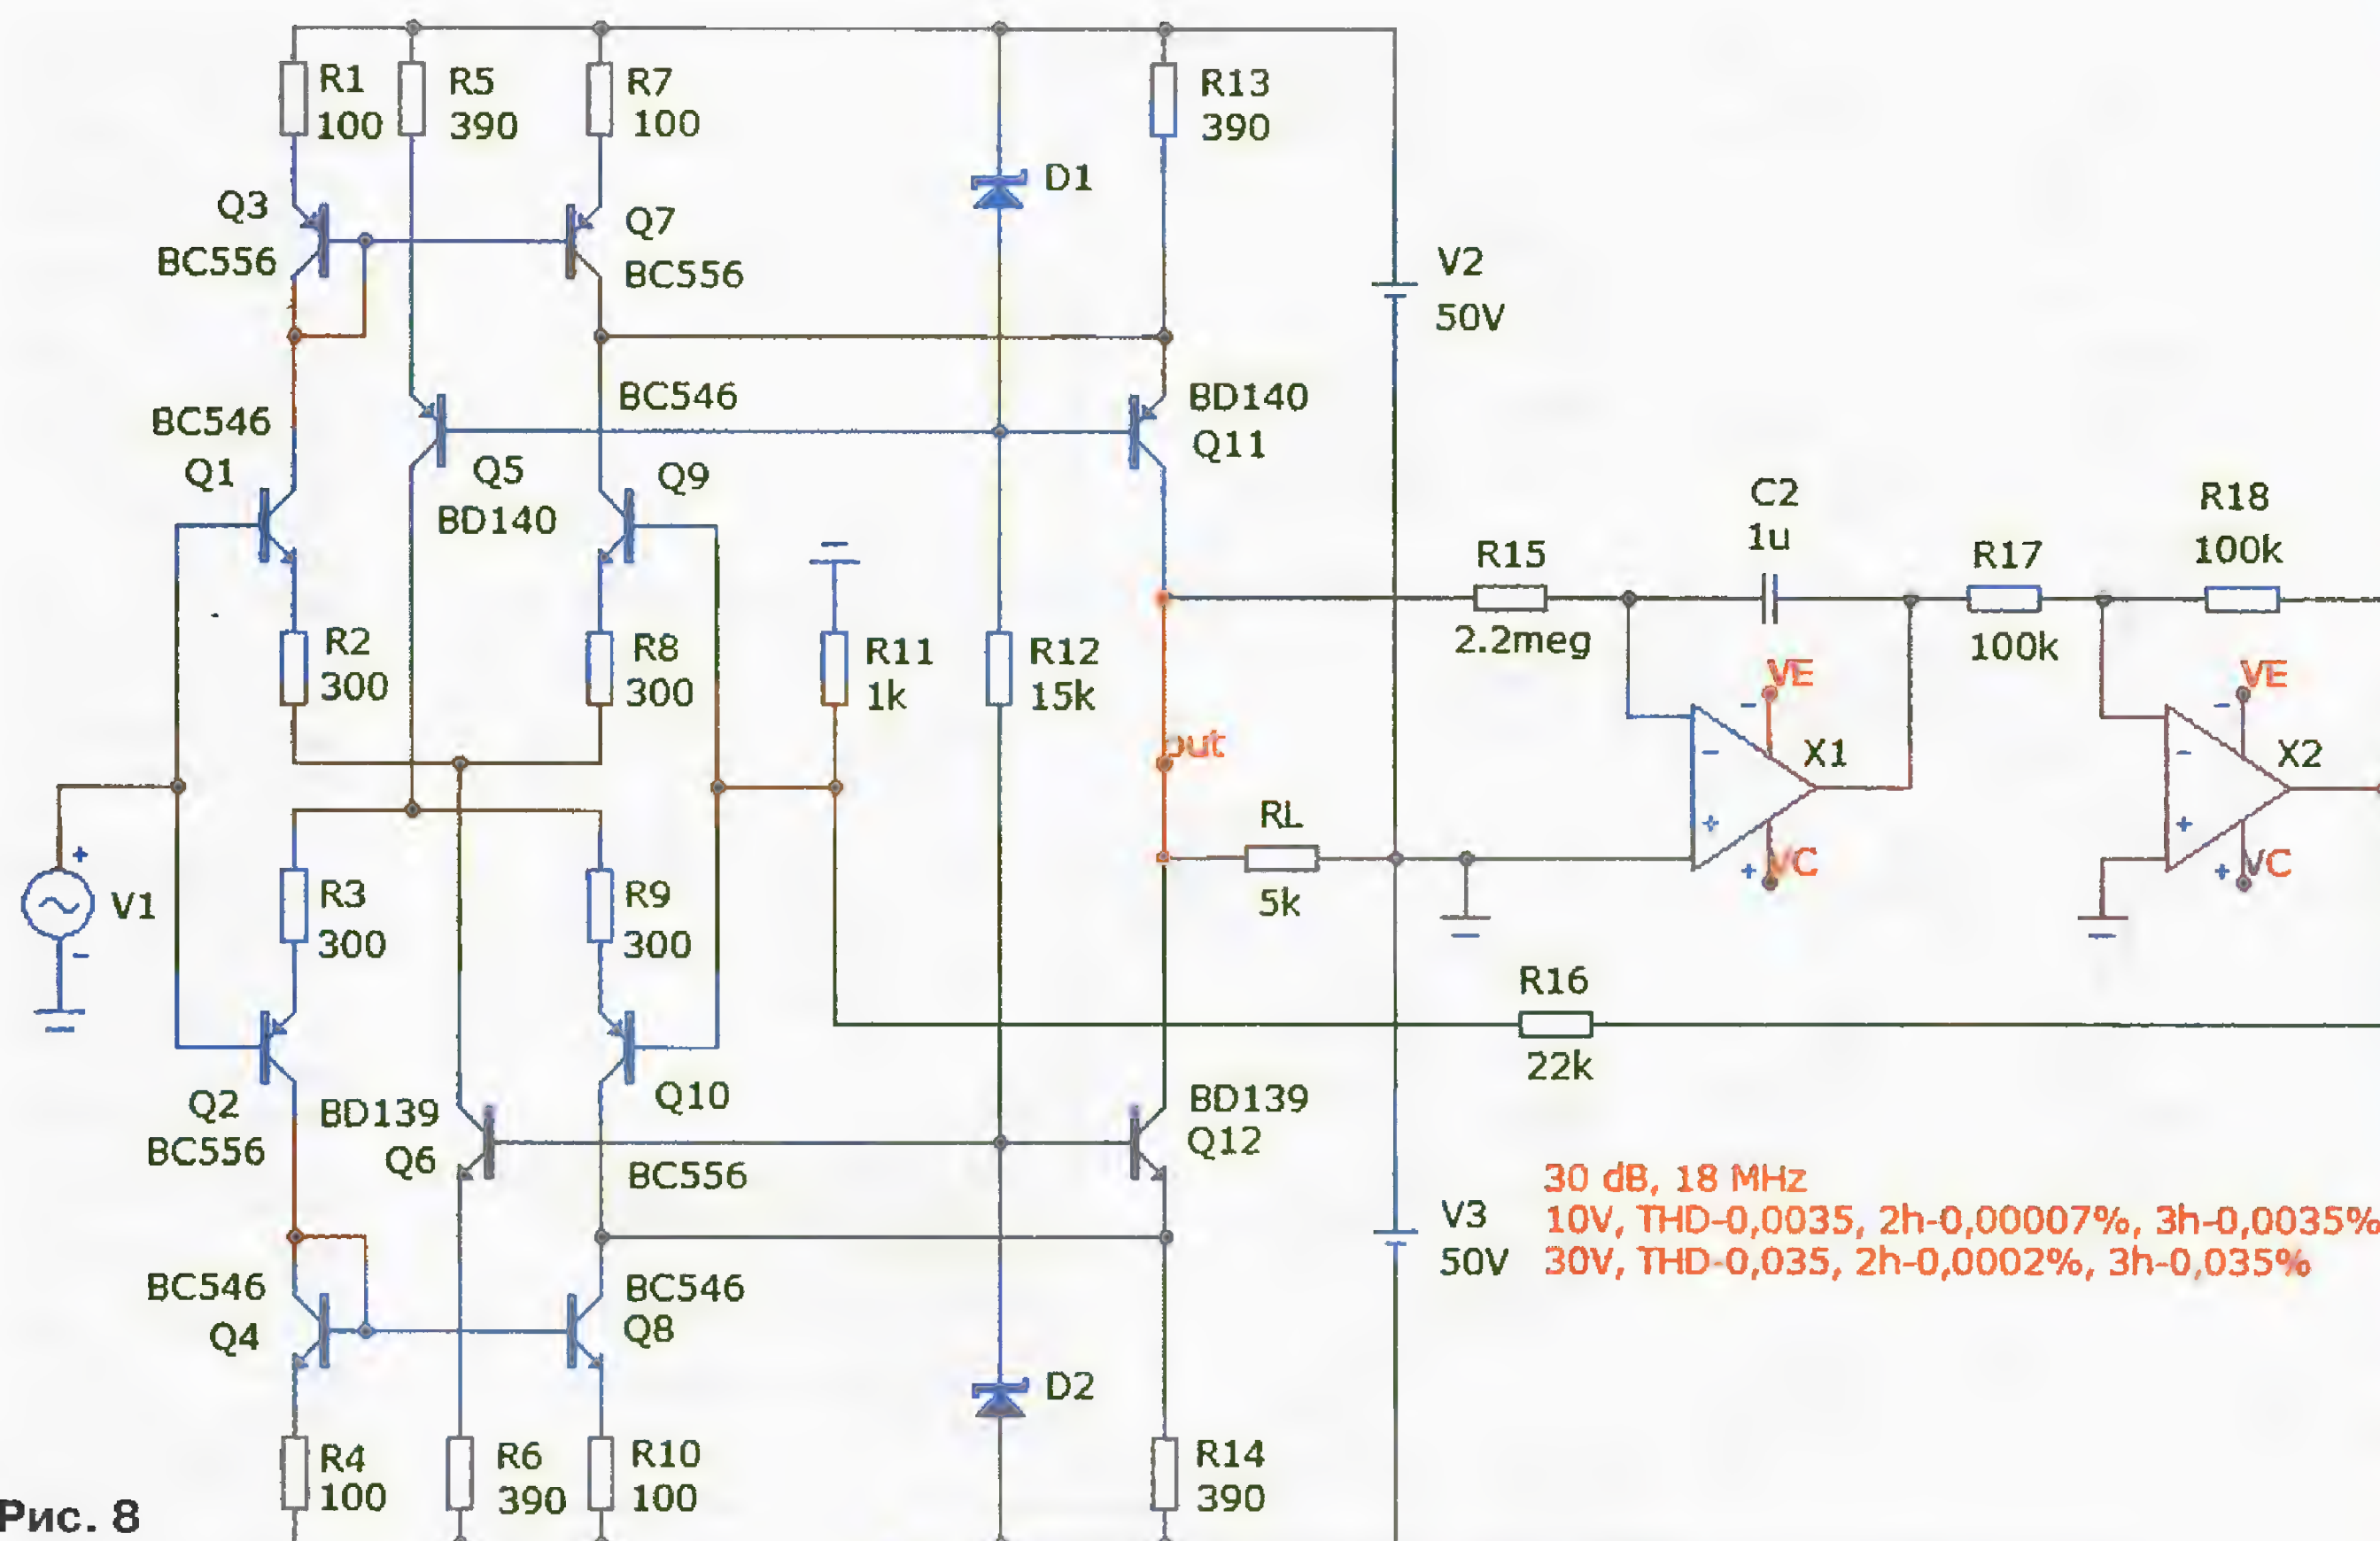 R1
100
R5
390
R7
100
D1
R13
390
Q3
BC556
Q7
BC556
V2
50V
BC546
Q1
BC546
Q5
BD140
Q9
BD140
Q11
C2
1u
R18
100k
R15
2.2meg
R17
100k
R2
300
R8
300
R11
1k
R12
15k
out
VE
X1
VC
VE
X2
VC
V1
R3
300
R9
300
RL
5k
R16
22k
Q2
BC556
BD139
Q6
Q10
BC556
BD139
Q12
V3
50V
30 dB, 18 MHz
10V, THD-0,0035, 2h-0,00007%, 3h-0,0035%
30V, THD-0,035, 2h-0,0002%, 3h-0,035%
BC546
Q4
BC546
Q8
D2
R4
100
R6
390
R10
100
R14
390
Рис. 8